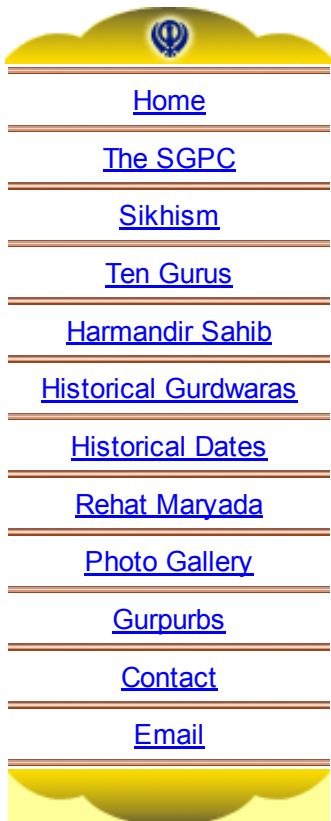 Home
The SGPC
Sikhism
Ten Gurus
Harmandir Sahib
Historical Gurdwaras
Historical Dates
Rehat Maryada
Photo Gallery
Gurpurbs
Contact
Email